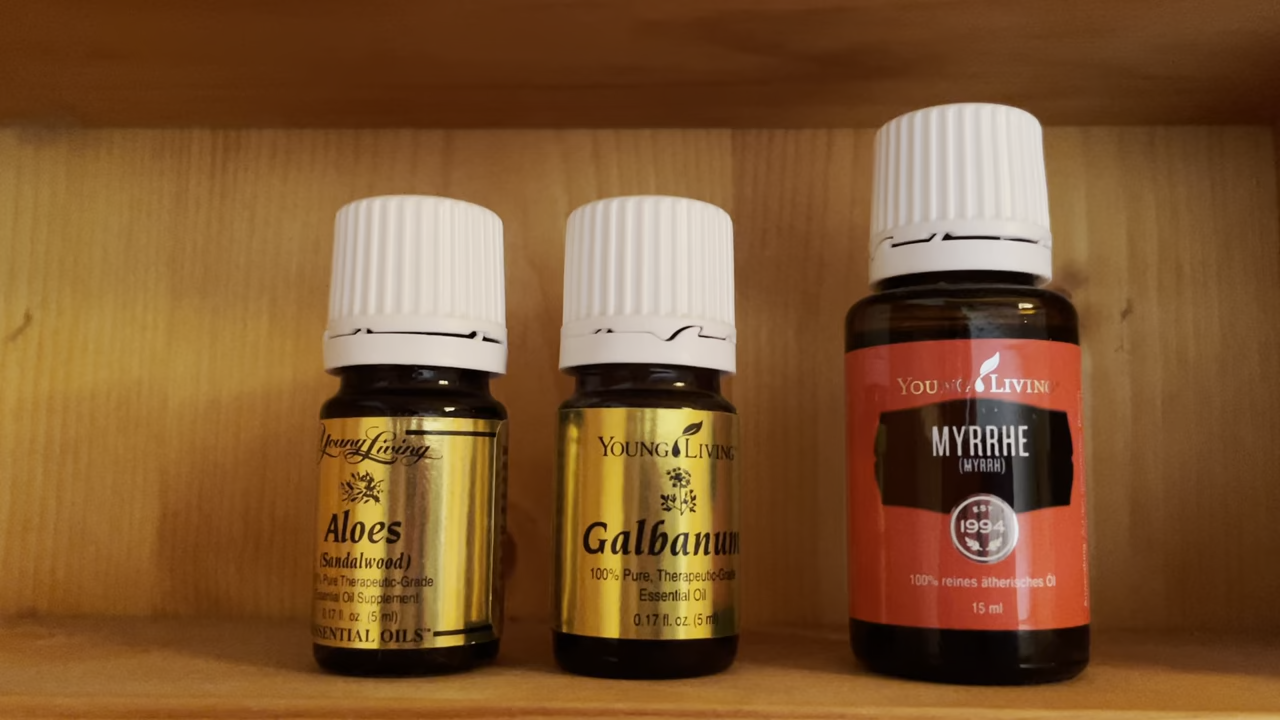 Young Living
Aloes
(Sandalwood)
Pure Therapeutic-Grade
Essential Oil Supplement
0.17 fl. oz. (5 ml)
ESSENTIAL OILS™
YOUNG LIVING
Galbanum
100% Pure, Therapeutic-Grade
Essential Oil
0.17 fl. oz. (5 ml)
YOUNG LIVING
MYRRHE
(MYRRH)
EST
1994
100% reines ätherisches Öl
15 ml